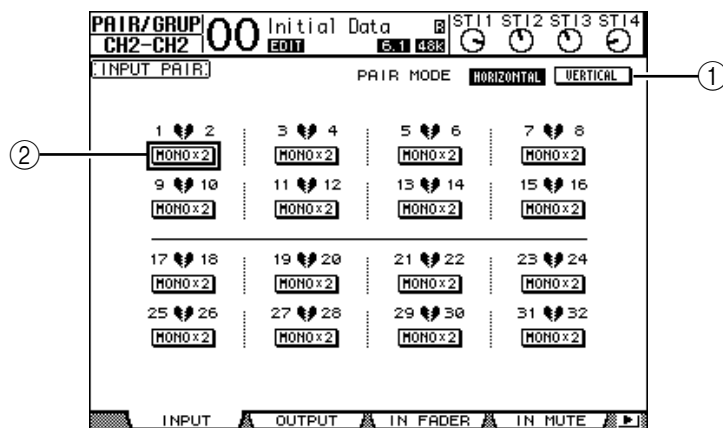 PAIR/GRUP 00 Initial Data R STI1 STI2 STI3 STI4
CH2-CH2 EDIT 6.1 48K
INPUT PAIR PAIR MODE HORIZONTAL VERTICAL ①
1 2 3 4 5 6 7 8
② MONO×2 MONO×2 MONO×2 MONO×2
9 10 11 12 13 14 15 16
MONO×2 MONO×2 MONO×2 MONO×2
17 18 19 20 21 22 23 24
MONO×2 MONO×2 MONO×2 MONO×2
25 26 27 28 29 30 31 32
MONO×2 MONO×2 MONO×2 MONO×2
INPUT OUTPUT IN FADER IN MUTE